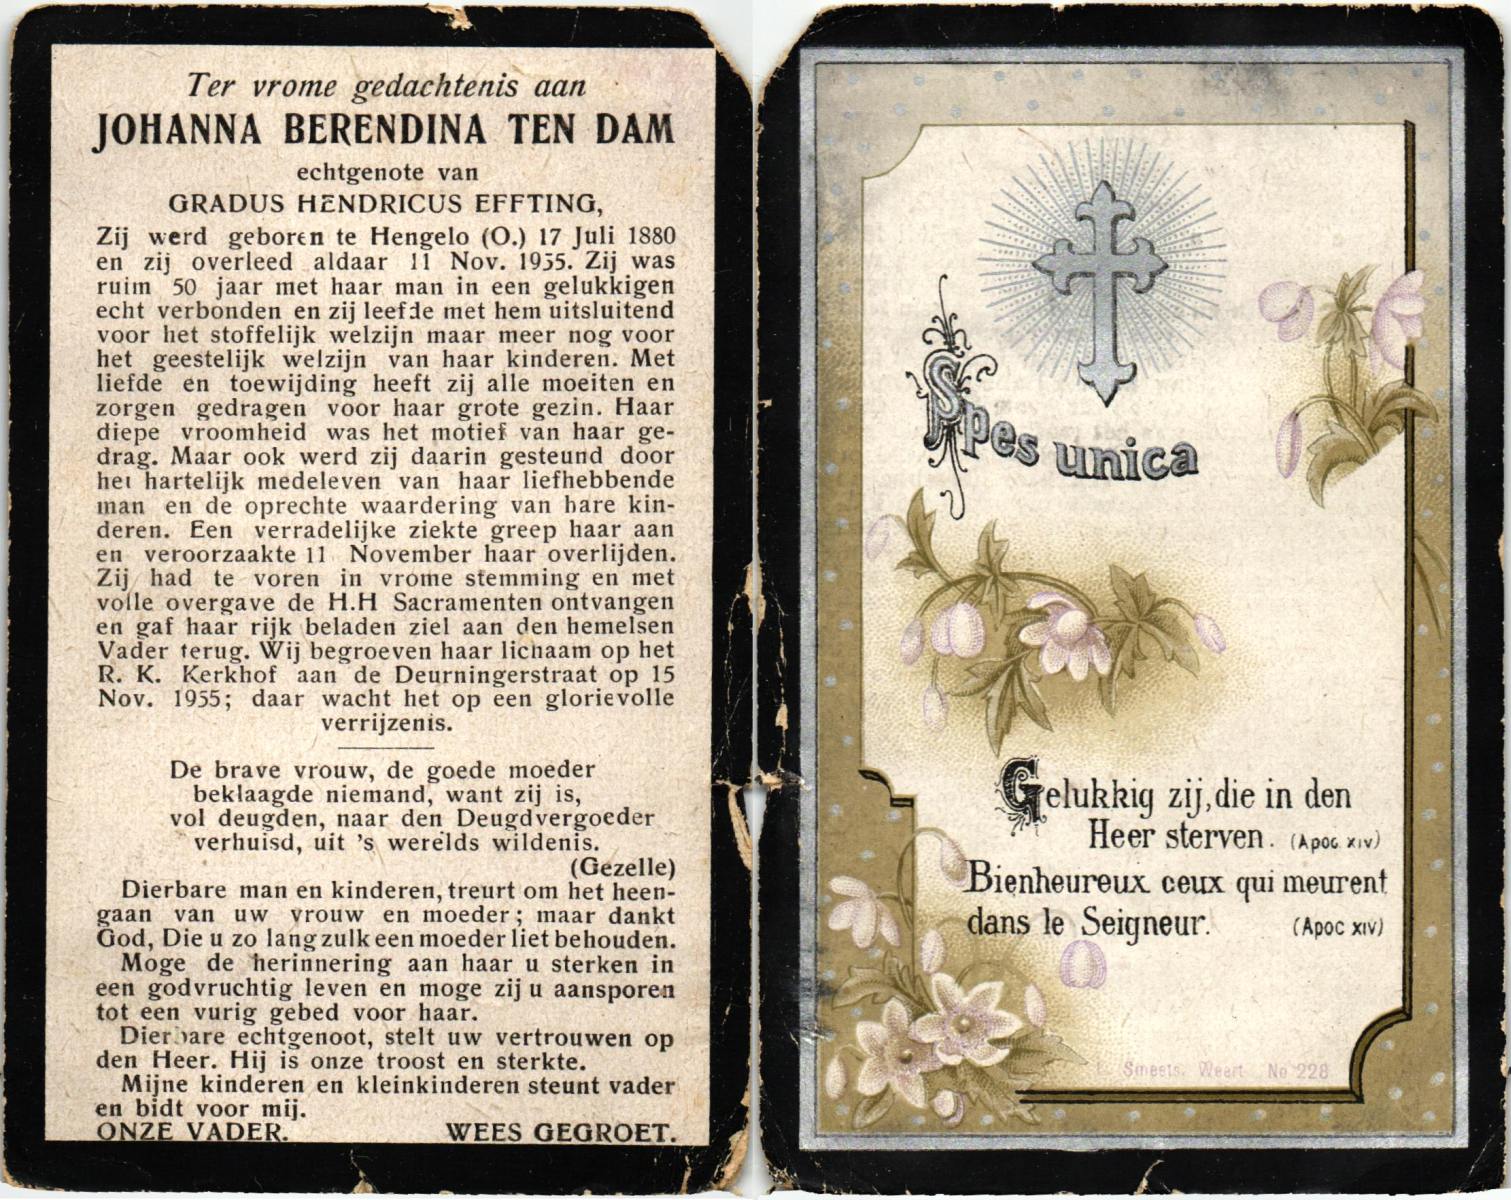 Ter vrome gedachtenis aan
JOHANNA BERENDINA TEN DAM
echtgenote van
GRADUS HENDRICUS EFFTING,
Zij werd geboren te Hengelo (O.) 17 Juli 1880
en zij overleed aldaar 11 Nov. 1955. Zij was
ruim 50 jaar met haar man in een gelukkigen
echt verbonden en zij leefde met hem uitsluitend
voor het stoffelijk welzijn maar meer nog voor
het geestelijk welzijn van haar kinderen. Met
liefde en toewijding heeft zij alle moeiten en
zorgen gedragen voor haar grote gezin. Haar
diepe vroomheid was het motief van haar ge-
drag. Maar ook werd zij daarin gesteund door
het hartelijk medeleven van haar liefhebbende
man en de oprechte waardering van hare kin-
deren. Een verradelijke ziekte greep haar aan
en veroorzaakte 11 November haar overlijden.
Zij had te voren in vrome stemming en met
volle overgave de H.H Sacramenten ontvangen
en gaf haar rijk beladen ziel aan den hemelsen
Vader terug. Wij begroeven haar lichaam op het
R. K. Kerkhof aan de Deurningerstraat op 15
Nov. 1955; daar wacht het op een glorievolle
verrijzenis.
De brave vrouw, de goede moeder
beklaagde niemand, want zij is,
vol deugden, naar den Deugdvergoeder
verhuisd, uit 's werelds wildenis.
(Gezelle)
Dierbare man en kinderen, treurt om het heen-
gaan van uw vrouw en moeder; maar dankt
God, Die u zo lang zulk een moeder liet behouden.
Moge de herinnering aan haar u sterken in
een godvruchtig leven en moge zij u aansporen
tot een vurig gebed voor haar.
Dierbare echtgenoot, stelt uw vertrouwen op
den Heer. Hij is onze troost en sterkte.
Mijne kinderen en kleinkinderen steunt vader
en bidt voor mij.
ONZE VADER. WEES GEGROET.
Spes unica
Gelukkig zij, die in den
Heer sterven. (Apoc. XIV)
Bienheureux ceux qui meurent
dans le Seigneur. (Apoc XIV)
Smeets. Weert No 228